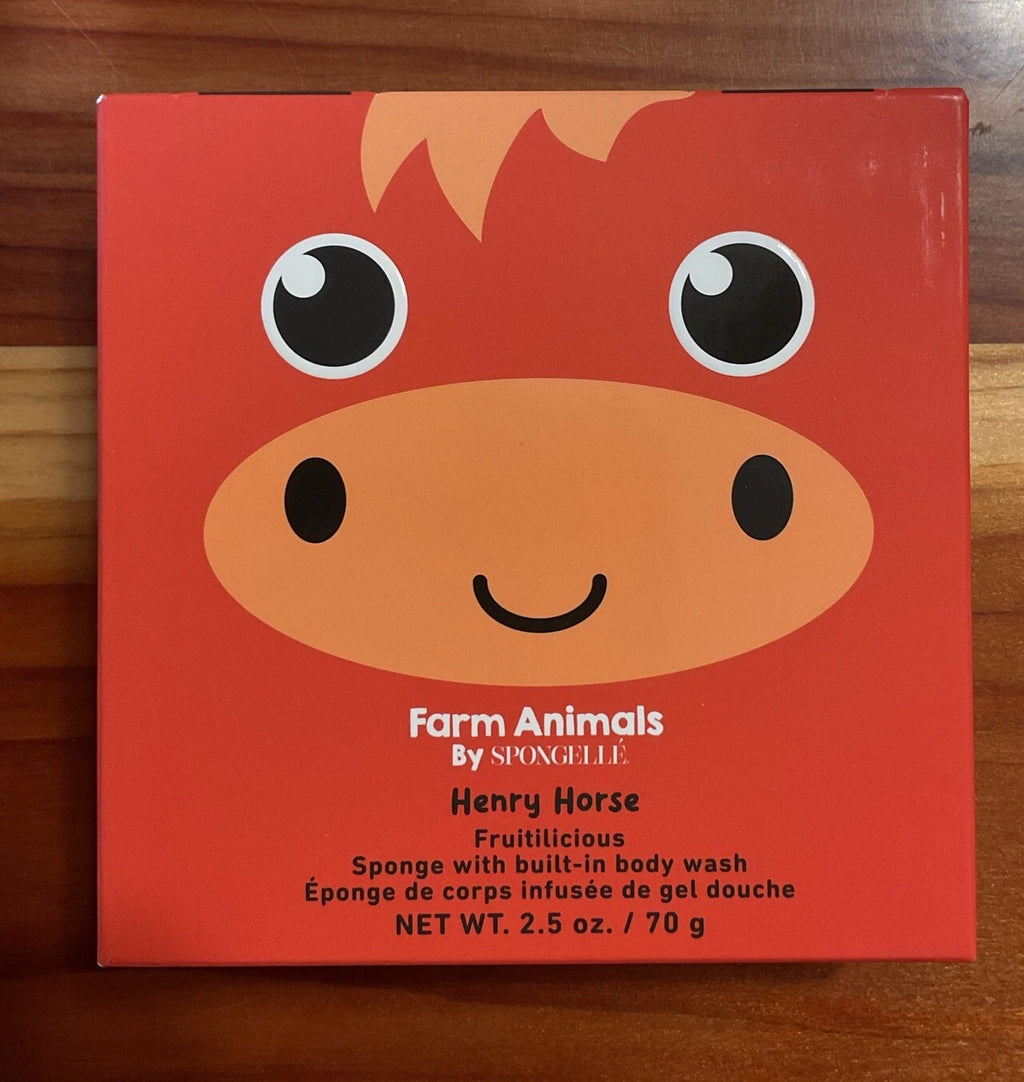 Farm Animals
By SPONGELLÉ
Henry Horse
Fruitilicious
Sponge with built-in body wash
Éponge de corps infusée de gel douche
NET WT. 2.5 oz. / 70 g